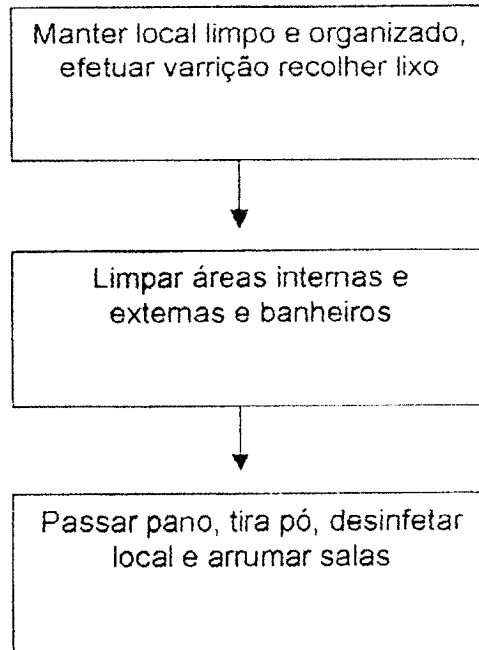 Manter local limpo e organizado,
efetuar varrição recolher lixo
Limpar áreas internas e
externas e banheiros
Passar pano, tira pó, desinfetar
local e arrumar salas